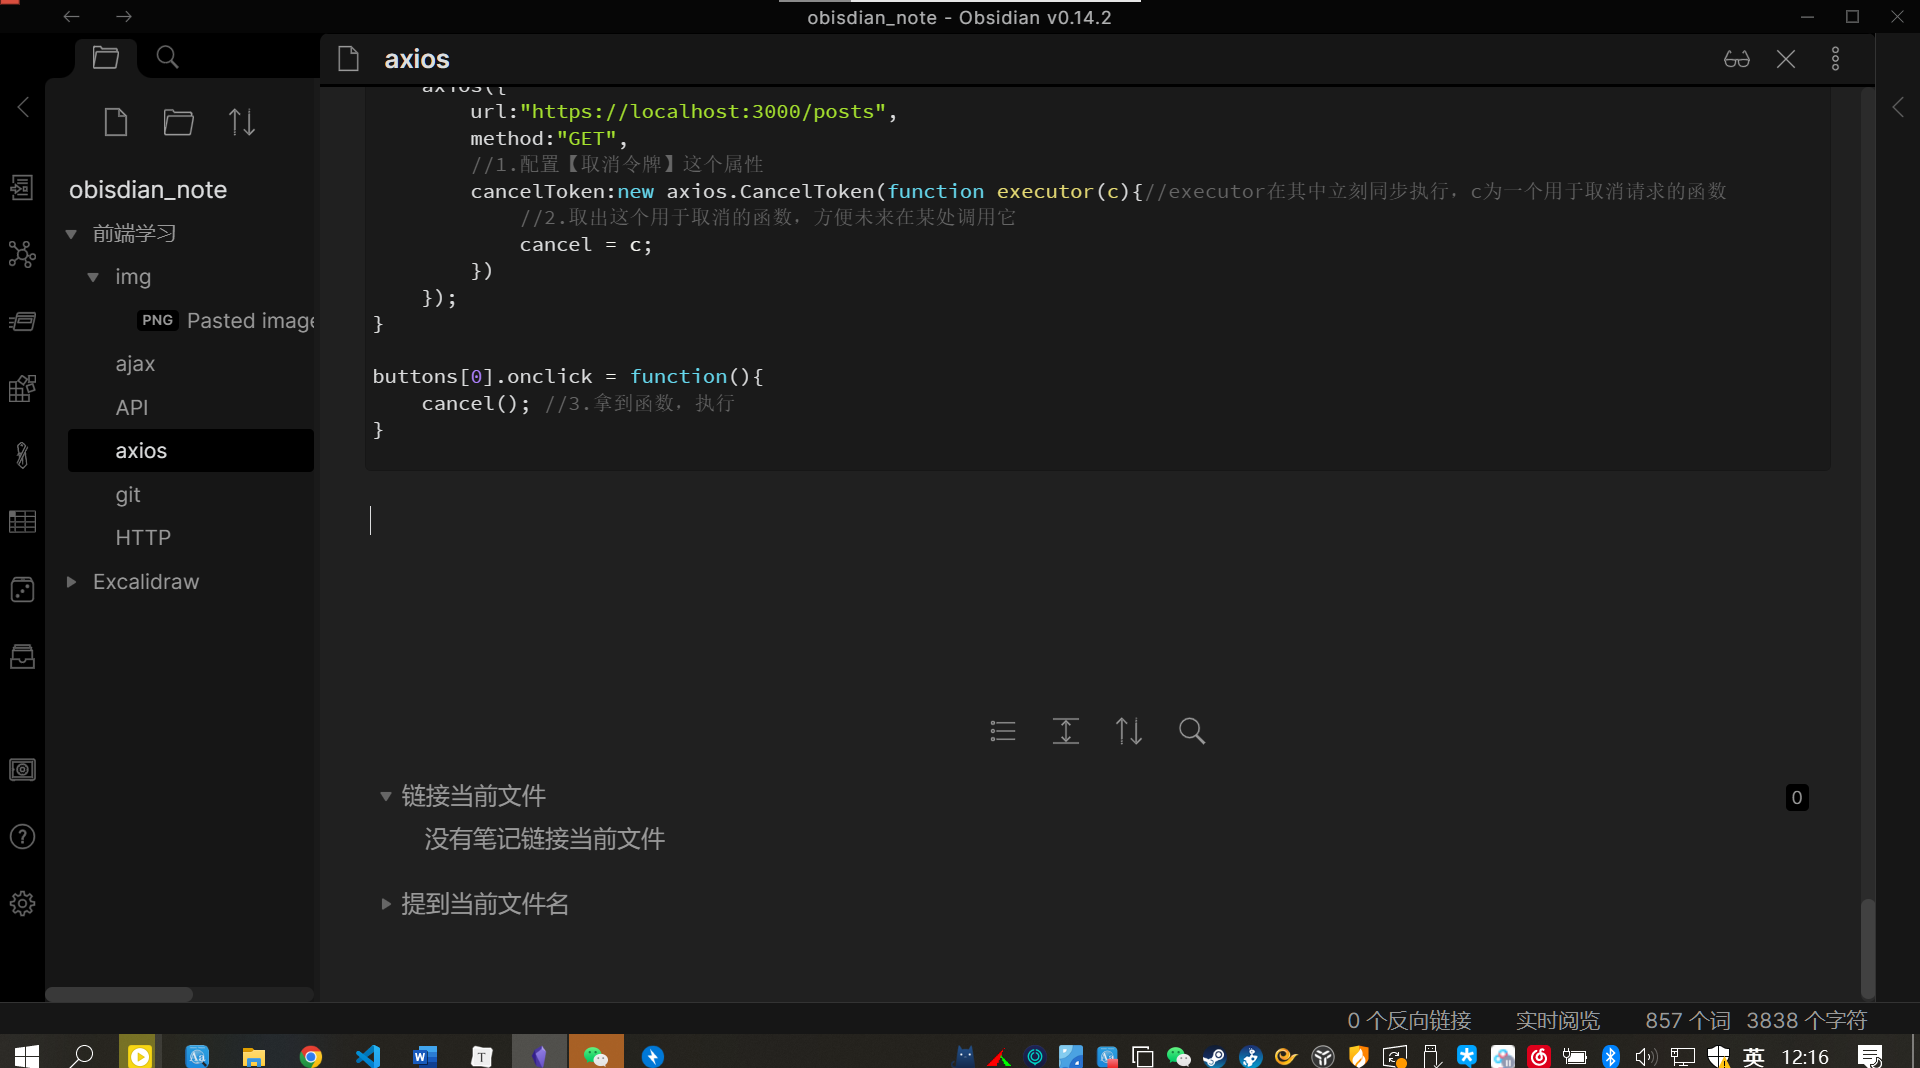 obisdian_note - Obsidian v0.14.2
axios
obisdian_note
前端学习
img
PNG Pasted image
ajax
API
axios
git
HTTP
Excalidraw
axios({
url:"https://localhost:3000/posts",
method:"GET",
//1.配置【取消令牌】这个属性
cancelToken:new axios.CancelToken(function executor(c){//executor在其中立刻同步执行，c为一个用于取消请求的函数
//2.取出这个用于取消的函数，方便未来在某处调用它
cancel = c;
})
});
}
buttons[0].onclick = function(){
cancel(); //3.拿到函数，执行
}
链接当前文件
0
没有笔记链接当前文件
提到当前文件名
0 个反向链接 实时阅览 857 个词 3838 个字符
英 12:16